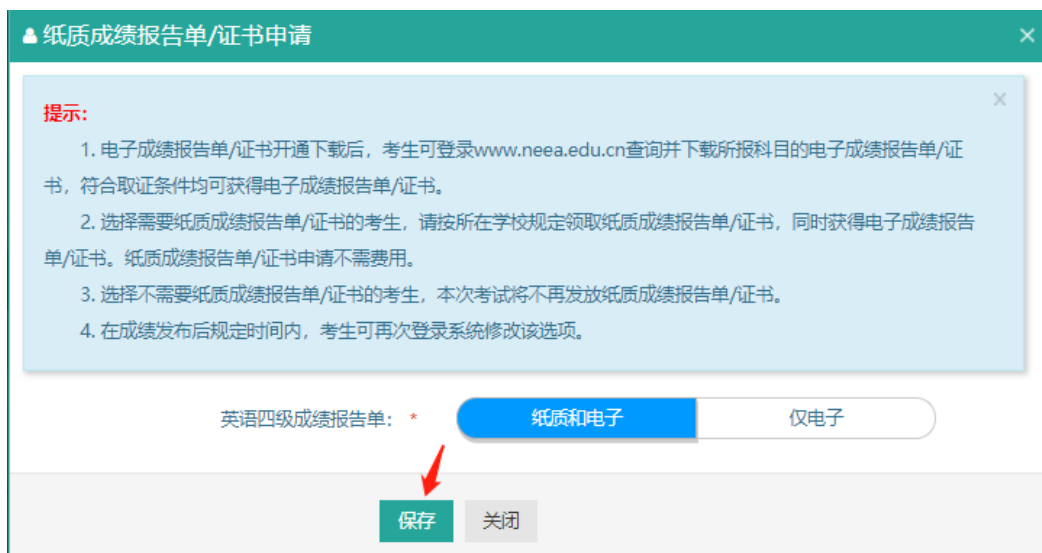 纸质成绩报告单/证书申请
提示:
1. 电子成绩报告单/证书开通下载后，考生可登录www.neea.edu.cn查询并下载所报科目的电子成绩报告单/证
书，符合取证条件均可获得电子成绩报告单/证书。
2. 选择需要纸质成绩报告单/证书的考生，请按所在学校规定领取纸质成绩报告单/证书，同时获得电子成绩报告
单/证书。纸质成绩报告单/证书申请不需费用。
3. 选择不需要纸质成绩报告单/证书的考生，本次考试将不再发放纸质成绩报告单/证书。
4. 在成绩发布后规定时间内，考生可再次登录系统修改该选项。
英语四级成绩报告单： * 纸质和电子 仅电子
保存 关闭